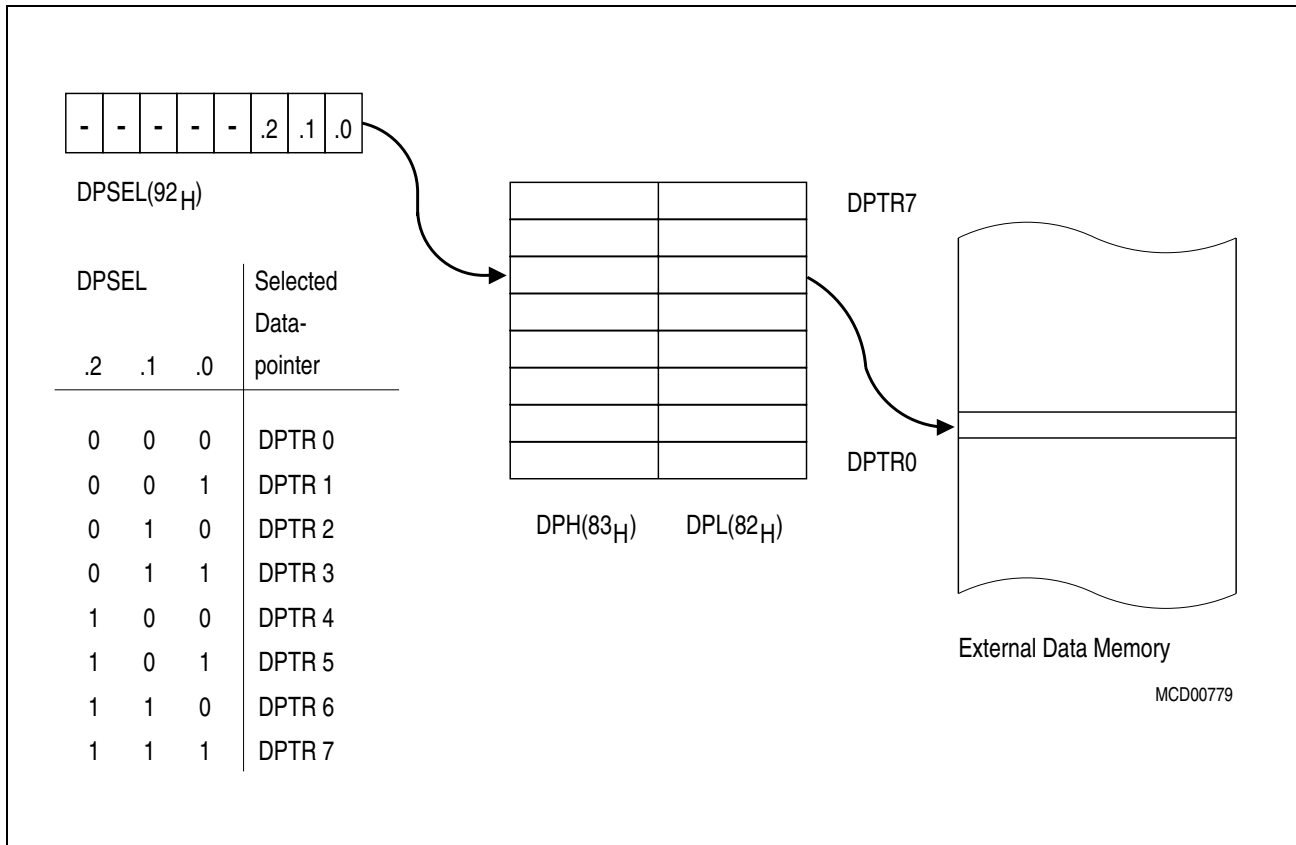 - - - - - .2 .1 .0
DPSEL(92H)
DPSEL Selected
Data-
.2 .1 .0 pointer
0 0 0 DPTR 0
0 0 1 DPTR 1
0 1 0 DPTR 2
0 1 1 DPTR 3
1 0 0 DPTR 4
1 0 1 DPTR 5
1 1 0 DPTR 6
1 1 1 DPTR 7
DPTR7
DPTR0
DPH(83H) DPL(82H)
External Data Memory
MCD00779